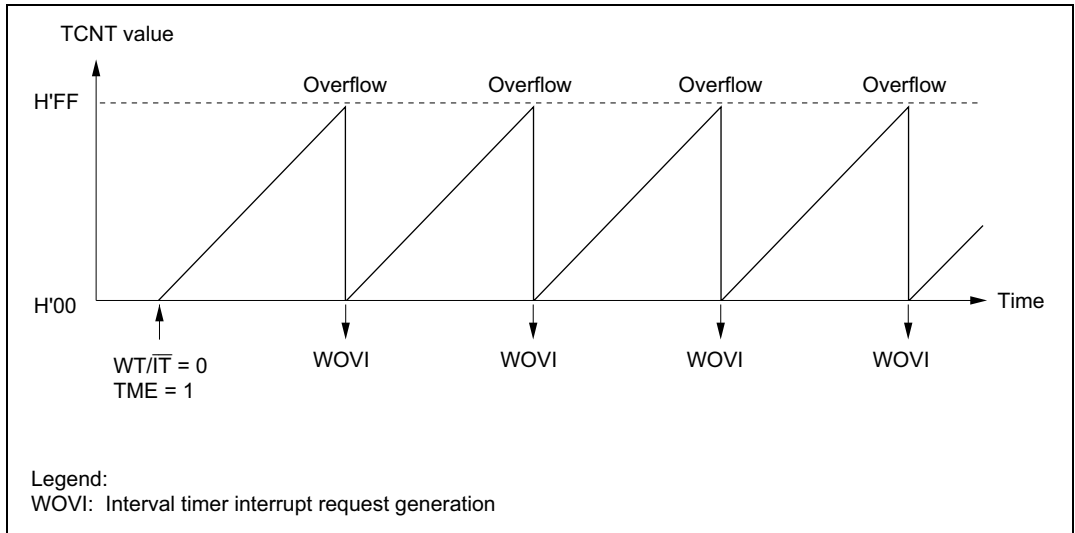 TCNT value
Overflow Overflow Overflow Overflow
H'FF
H'00
Time
WT/I̅T̅ = 0
TME = 1
WOVI WOVI WOVI WOVI
Legend:
WOVI: Interval timer interrupt request generation